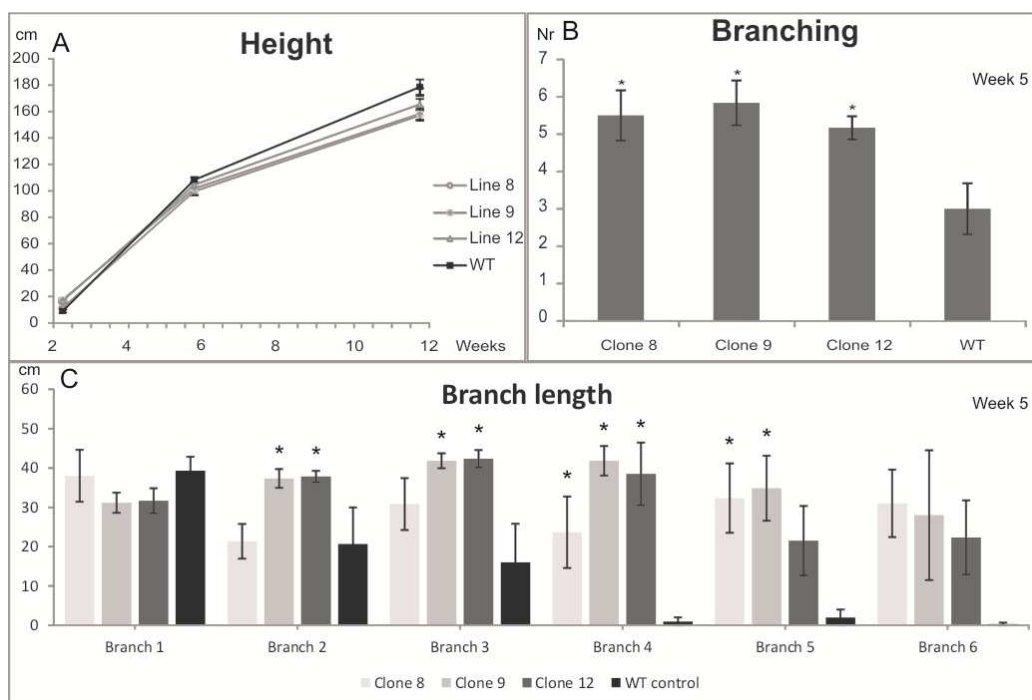 cm A Height
200
180
160
140
120
100
80
60
40
20
0
2 4 6 8 10 12 Weeks
Line 8
Line 9
Line 12
WT
Nr B Branching
Week 5
7
6
5
4
3
2
1
0
* * *
Clone 8 Clone 9 Clone 12 WT
cm C Branch length
Week 5
60
50
40
30
20
10
0
* * * * * * * * *
Branch 1 Branch 2 Branch 3 Branch 4 Branch 5 Branch 6
Clone 8 Clone 9 Clone 12 WT control